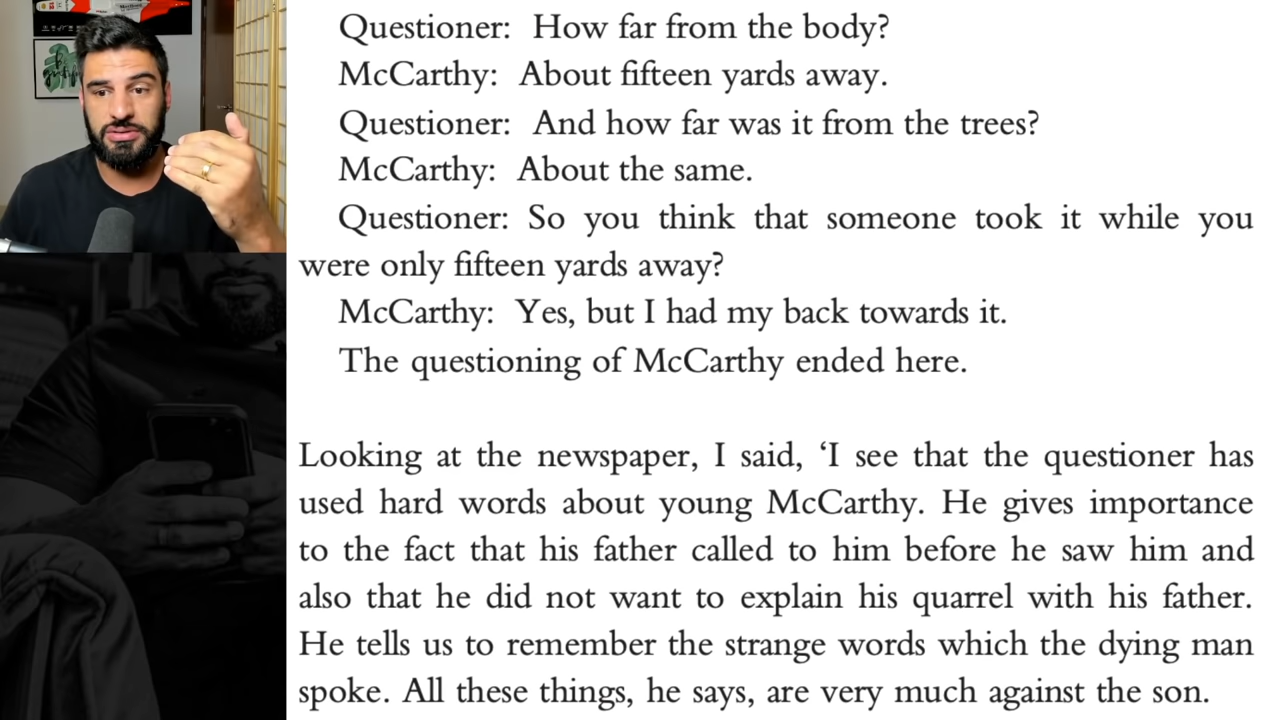 Questioner: How far from the body?
McCarthy: About fifteen yards away.
Questioner: And how far was it from the trees?
McCarthy: About the same.
Questioner: So you think that someone took it while you
were only fifteen yards away?
McCarthy: Yes, but I had my back towards it.
The questioning of McCarthy ended here.
Looking at the newspaper, I said, ‘I see that the questioner has
used hard words about young McCarthy. He gives importance
to the fact that his father called to him before he saw him and
also that he did not want to explain his quarrel with his father.
He tells us to remember the strange words which the dying man
spoke. All these things, he says, are very much against the son.